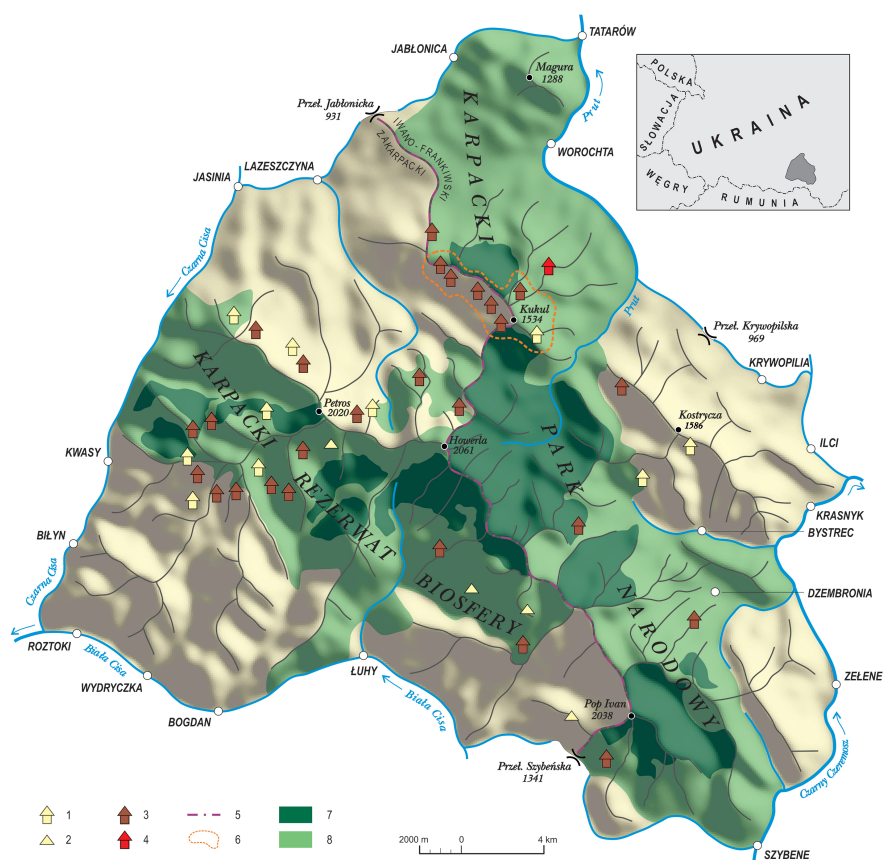 TATARÓW
JABŁONICA
Magura
1288
Przeł. Jabłonicka
931
Prut
KARPACKI
IWANO-FRANKIWSKI
ZAKARPACKI
WOROCHTA
LAZESZCZYNA
JASINIA
POLSKA
SŁOWACJA
UKRAINA
WĘGRY
RUMUNIA
Czarna Cisa
Kukul
1534
Prut
Przeł. Krywopilska
969
KRYWOPILIA
KARPACKI
Petros
2020
Kostrycza
1586
PARK
Howerla
2061
ILCI
KWASY
REZERWAT
KRASNYK
BYSTREC
BIŁYN
Czarna Cisa
BIOSFERY
NARODOWY
DZEMBRONIA
ROZTOKI
Biała Cisa
ŁUHY
WYDRYCZKA
ZEŁENE
Biała Cisa
Pop Ivan
2038
BOGDAN
Przeł. Szybeńska
1341
Czarny Czeremosz
1
3
5
7
2
4
6
8
2000 m 0 4 km
SZYBENE